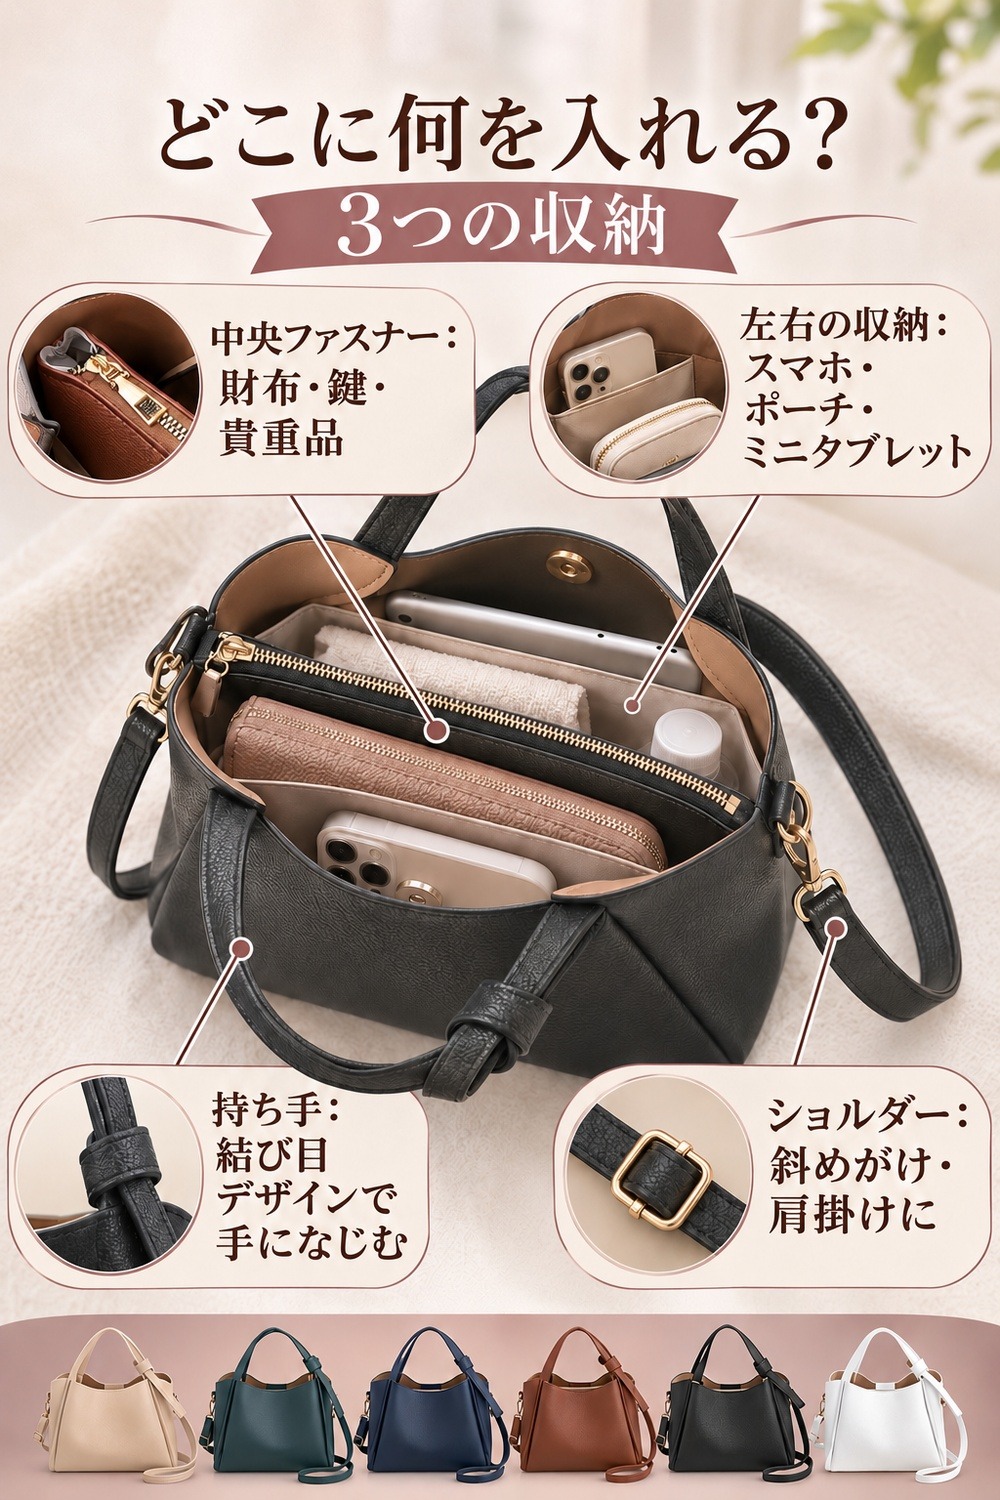 どこに何を入れる？
3つの収納
中央ファスナー：
財布・鍵・
貴重品
左右の収納：
スマホ・
ポーチ・
ミニタブレット
持ち手：
結び目
デザインで
手になじむ
ショルダー：
斜めがけ・
肩掛けに